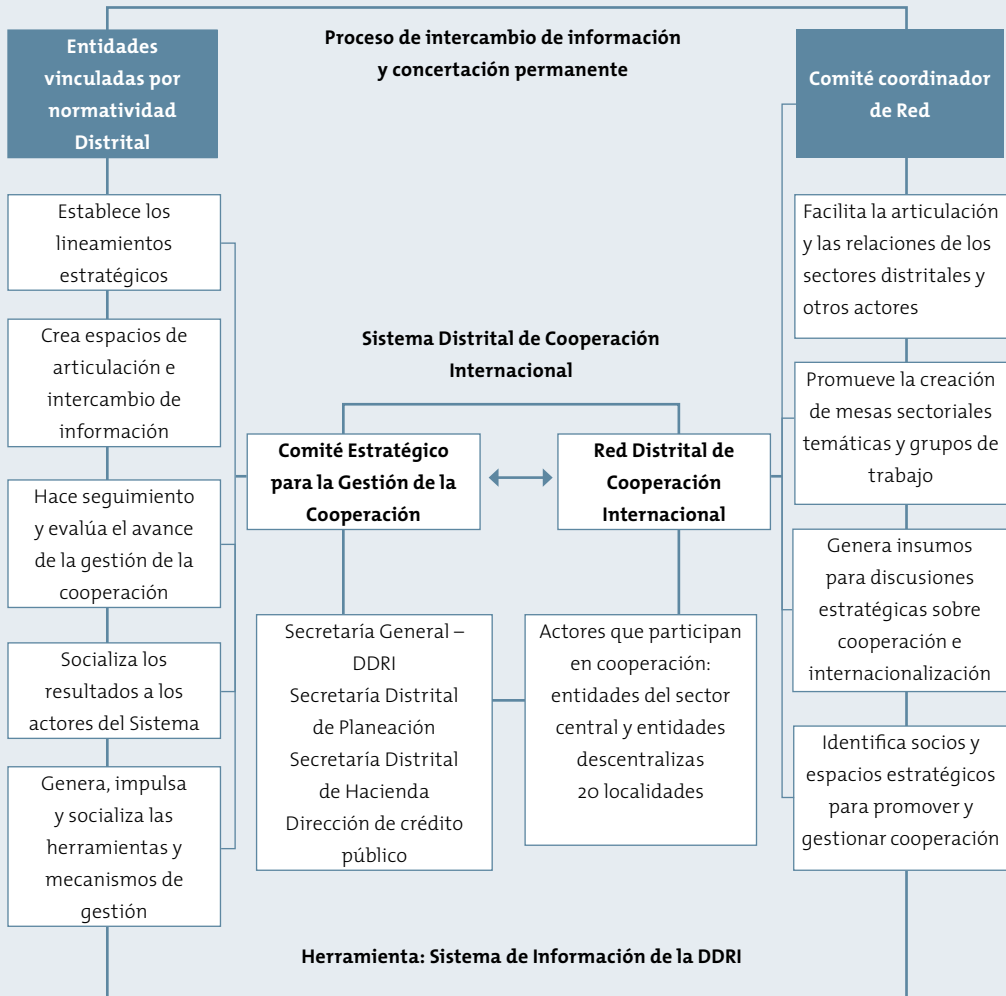 Proceso de intercambio de información
y concertación permanente
Entidades
vinculadas por
normatividad
Distrital
Establece los
lineamientos
estratégicos
Crea espacios de
articulación e
intercambio de
información
Hace seguimiento
y evalúa el avance
de la gestión de la
cooperación
Socializa los
resultados a los
actores del Sistema
Genera, impulsa
y socializa las
herramientas y
mecanismos de
gestión
Sistema Distrital de Cooperación
Internacional
Comité Estratégico
para la Gestión de la
Cooperación
Red Distrital de
Cooperación
Internacional
Secretaría General –
DDRI
Secretaría Distrital
de Planeación
Secretaría Distrital
de Hacienda
Dirección de crédito
público
Actores que participan
en cooperación:
entidades del sector
central y entidades
descentralizas
20 localidades
Comité coordinador
de Red
Facilita la articulación
y las relaciones de los
sectores distritales y
otros actores
Promueve la creación
de mesas sectoriales
temáticas y grupos de
trabajo
Genera insumos
para discusiones
estratégicas sobre
cooperación e
internacionalización
Identifica socios y
espacios estratégicos
para promover y
gestionar cooperación
Herramienta: Sistema de Información de la DDRI